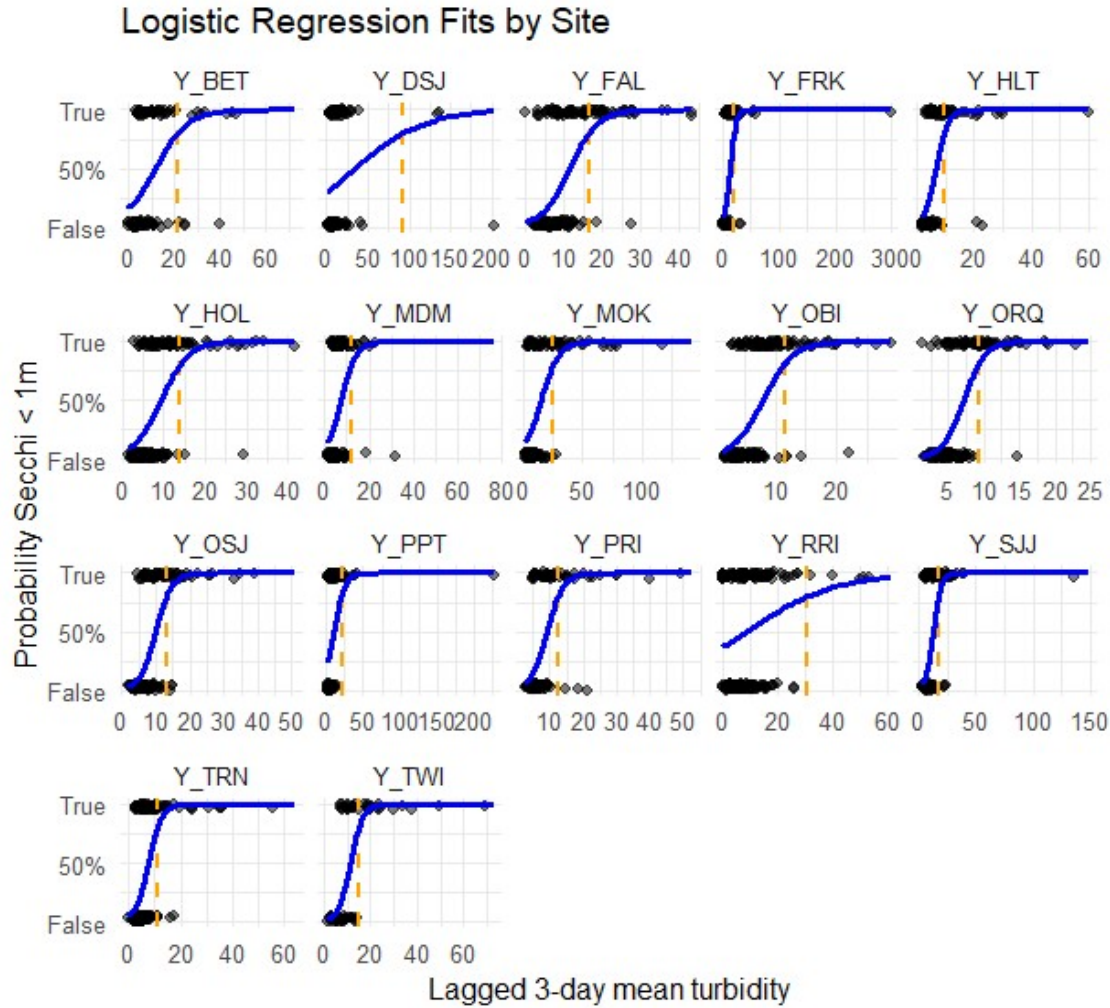 Logistic Regression Fits by Site
Y_BET Y_DSJ Y_FAL Y_FRK Y_HLT
True
50%
False
0 20 40 60 0 50 100 150 200 0 10 20 30 40 0 100 200 300 0 20 40 60
Y_HOL Y_MDM Y_MOK Y_OBI Y_ORQ
True
50%
False
0 10 20 30 40 0 20 40 60 80 0 50 100 10 20 5 10 15 20 25
Y_OSJ Y_PPT Y_PRI Y_RRI Y_SJJ
True
50%
False
0 10 20 30 40 50 0 50 100 150 200 10 20 30 40 50 0 20 40 60 0 50 100 150
Y_TRN Y_TWI
True
50%
False
0 20 40 60 0 20 40 60
Probability Secchi < 1m
Lagged 3-day mean turbidity